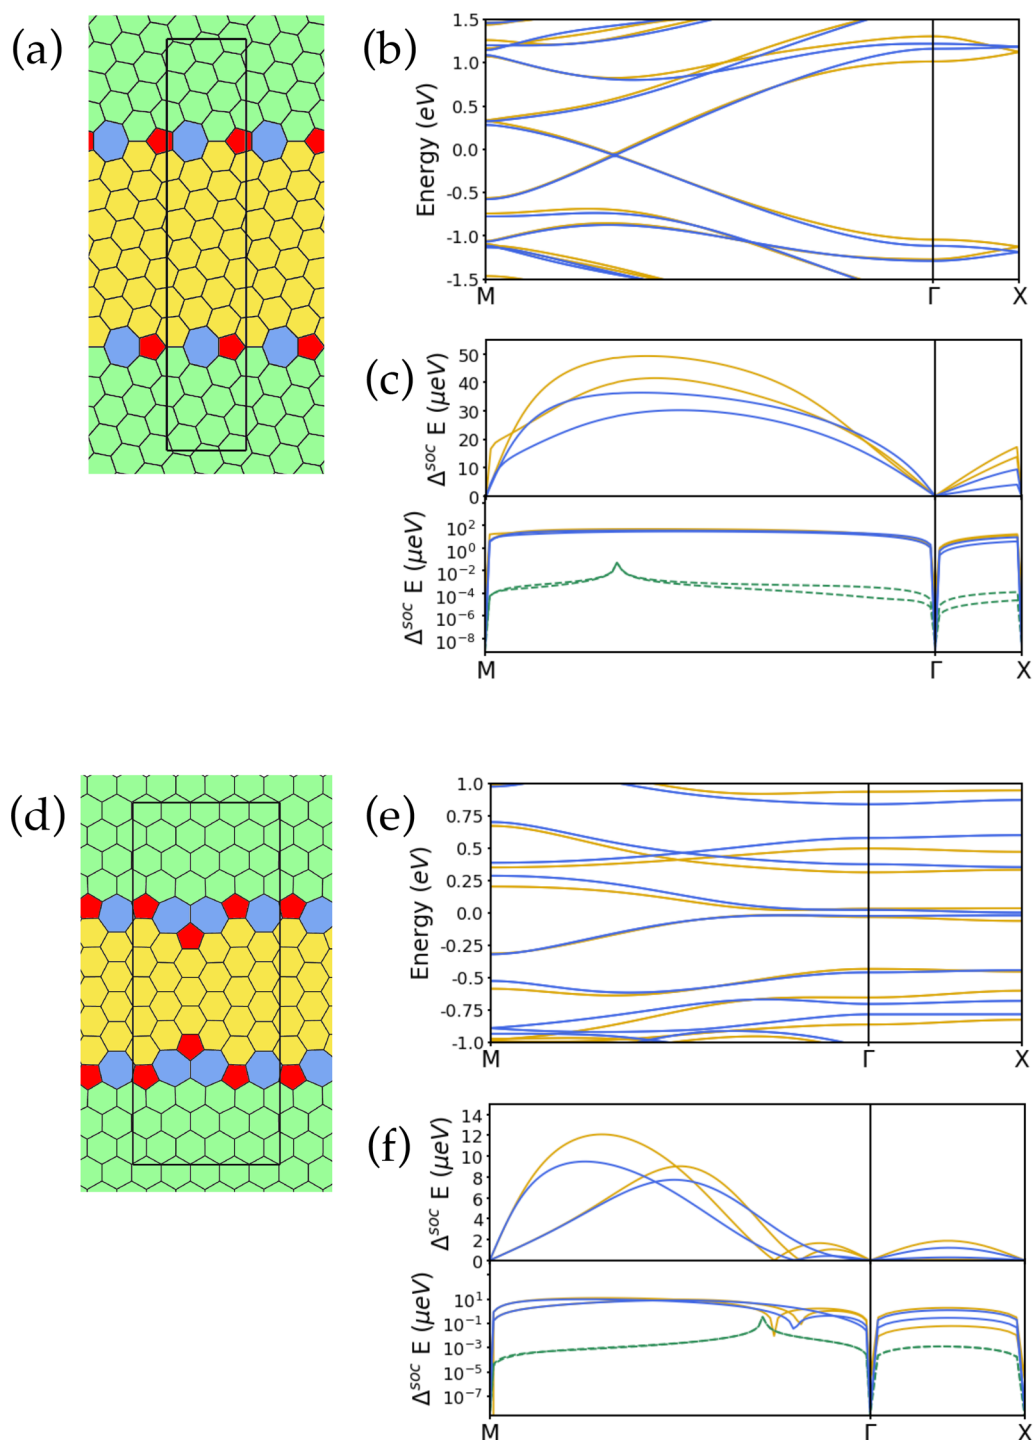 (a)
(b)
1.5
1.0
0.5
0.0
-0.5
-1.0
-1.5
Energy (eV)
M
Γ
X
(c)
50
40
30
20
10
0
Δsoc E (μeV)
10²
10⁰
10⁻²
10⁻⁴
10⁻⁶
10⁻⁸
Δsoc E (μeV)
M
Γ
X
(d)
(e)
1.0
0.75
0.5
0.25
0.0
-0.25
-0.5
-0.75
-1.0
Energy (eV)
M
Γ
X
(f)
14
12
10
8
6
4
2
0
Δsoc E (μeV)
10¹
10⁻¹
10⁻³
10⁻⁵
10⁻⁷
Δsoc E (μeV)
M
Γ
X